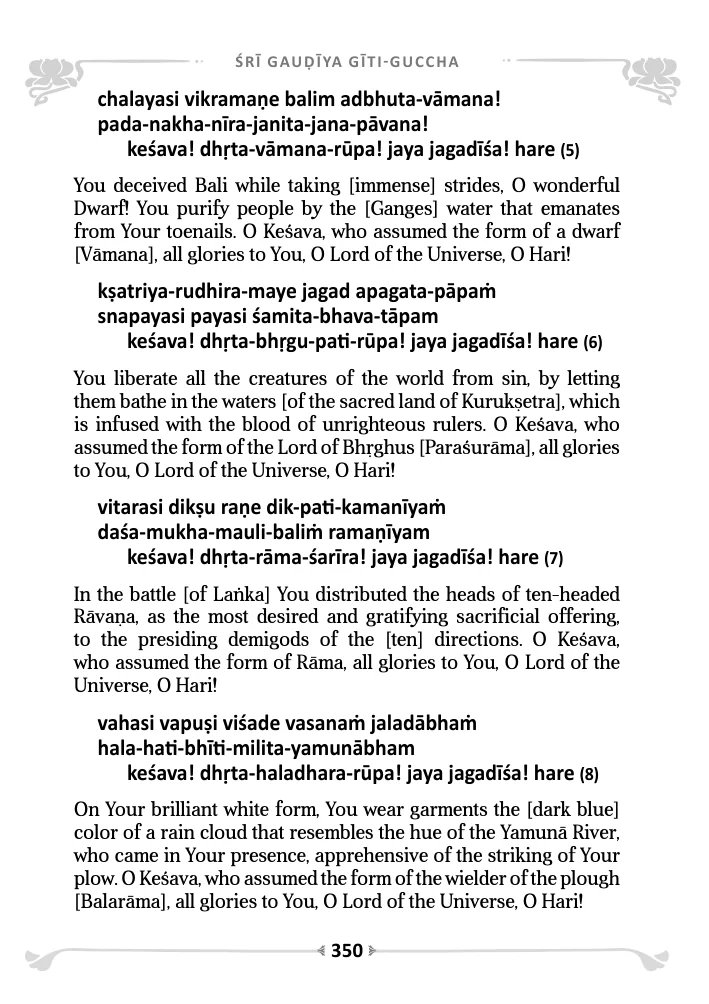 ŚRĪ GAUḌĪYA GĪTI-GUCCHA
chalayasi vikramaṇe balim adbhuta-vāmana!
pada-nakha-nīra-janita-jana-pāvana!
keśava! dhṛta-vāmana-rūpa! jaya jagadīśa! hare (5)
You deceived Bali while taking [immense] strides, O wonderful
Dwarf! You purify people by the [Ganges] water that emanates
from Your toenails. O Keśava, who assumed the form of a dwarf
[Vāmana], all glories to You, O Lord of the Universe, O Hari!
kṣatriya-rudhira-maye jagad apagata-pāpaṁ
snapayasi payasi śamita-bhava-tāpam
keśava! dhṛta-bhṛgu-pati-rūpa! jaya jagadīśa! hare (6)
You liberate all the creatures of the world from sin, by letting
them bathe in the waters [of the sacred land of Kurukṣetra], which
is infused with the blood of unrighteous rulers. O Keśava, who
assumed the form of the Lord of Bhṛghus [Paraśurāma], all glories
to You, O Lord of the Universe, O Hari!
vitarasi dikṣu raṇe dik-pati-kamanīyaṁ
daśa-mukha-mauli-baliṁ ramaṇīyam
keśava! dhṛta-rāma-śarīra! jaya jagadīśa! hare (7)
In the battle [of Laṅka] You distributed the heads of ten-headed
Rāvaṇa, as the most desired and gratifying sacrificial offering,
to the presiding demigods of the [ten] directions. O Keśava,
who assumed the form of Rāma, all glories to You, O Lord of the
Universe, O Hari!
vahasi vapuṣi viśade vasanaṁ jaladābhaṁ
hala-hati-bhīti-milita-yamunābham
keśava! dhṛta-haladhara-rūpa! jaya jagadīśa! hare (8)
On Your brilliant white form, You wear garments the [dark blue]
color of a rain cloud that resembles the hue of the Yamunā River,
who came in Your presence, apprehensive of the striking of Your
plow. O Keśava, who assumed the form of the wielder of the plough
[Balarāma], all glories to You, O Lord of the Universe, O Hari!
350